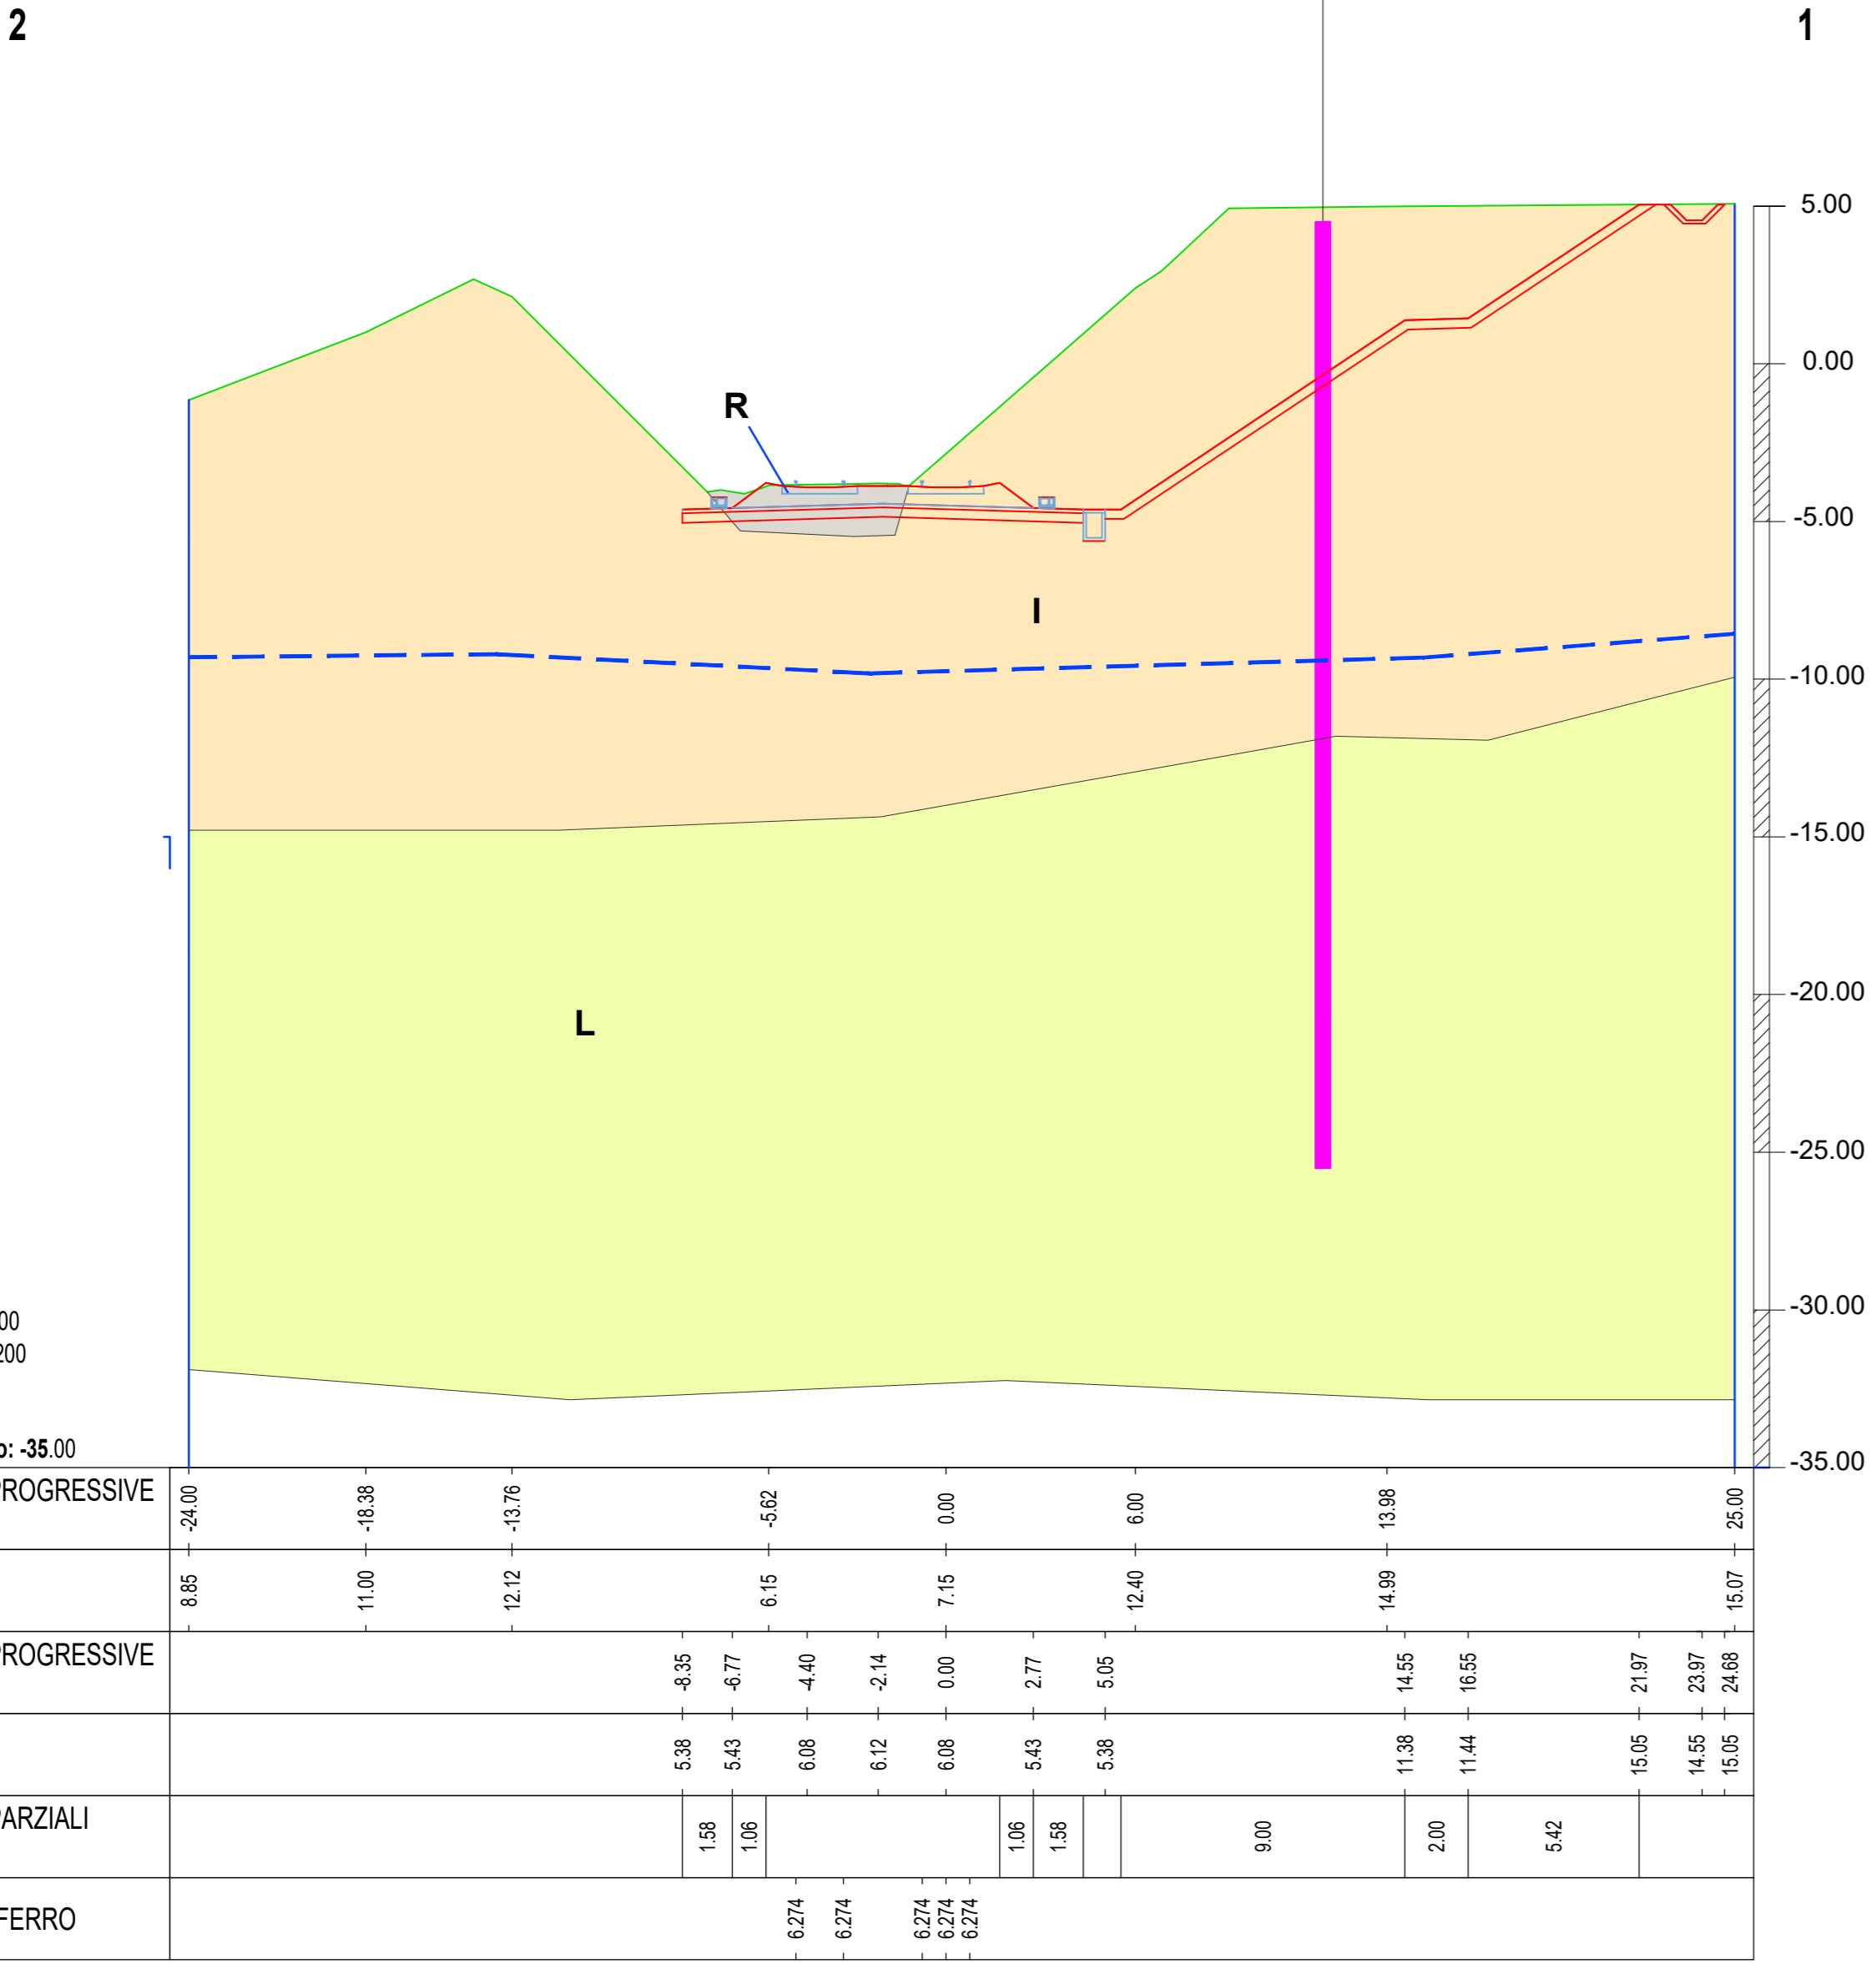 2 1
5.00
0.00
R
-5.00
I
-10.00
-15.00
-20.00
L
-25.00
-30.00
00
200
o: -35.00
-35.00
PROGRESSIVE -24.00 -18.38 -13.76 -5.62 0.00 6.00 13.98 25.00
8.85 11.00 12.12 6.15 7.15 12.40 14.99 15.07
PROGRESSIVE -8.35 -6.77 -4.40 -2.14 0.00 2.77 5.05 14.55 16.55 21.97 23.97 24.68
5.38 5.43 6.08 6.12 6.08 5.43 5.38 11.38 11.44 15.05 14.55 15.05
PARZIALI 1.58 1.06 1.06 1.58 9.00 2.00 5.42
FERRO 6.274 6.274 6.274 6.274 6.274